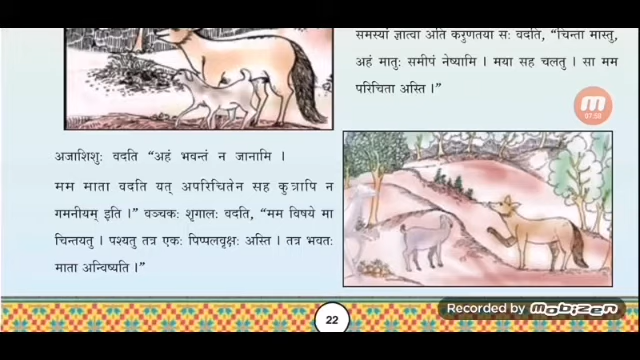 अजाशिशुः वदति "अहं भवन्तं न जानामि ।
मम माता वदति यत् अपरिचितेन सह कुत्रापि न
गमनीयम् इति ।" वञ्चकः शृगालः वदति, "मम विषये मा
चिन्तयतु । पश्यतु तत्र एकः पिप्पलवृक्षः अस्ति । तत्र भवतः
माता अन्विष्यति ।"
समस्यां ज्ञात्वा अति करुणतया सः वदति, "चिन्ता मास्तु,
अहं मातुः समीपं नेष्यामि । मया सह चलतु । सा मम
परिचिता अस्ति ।"
07:58
22
Recorded by mobizen